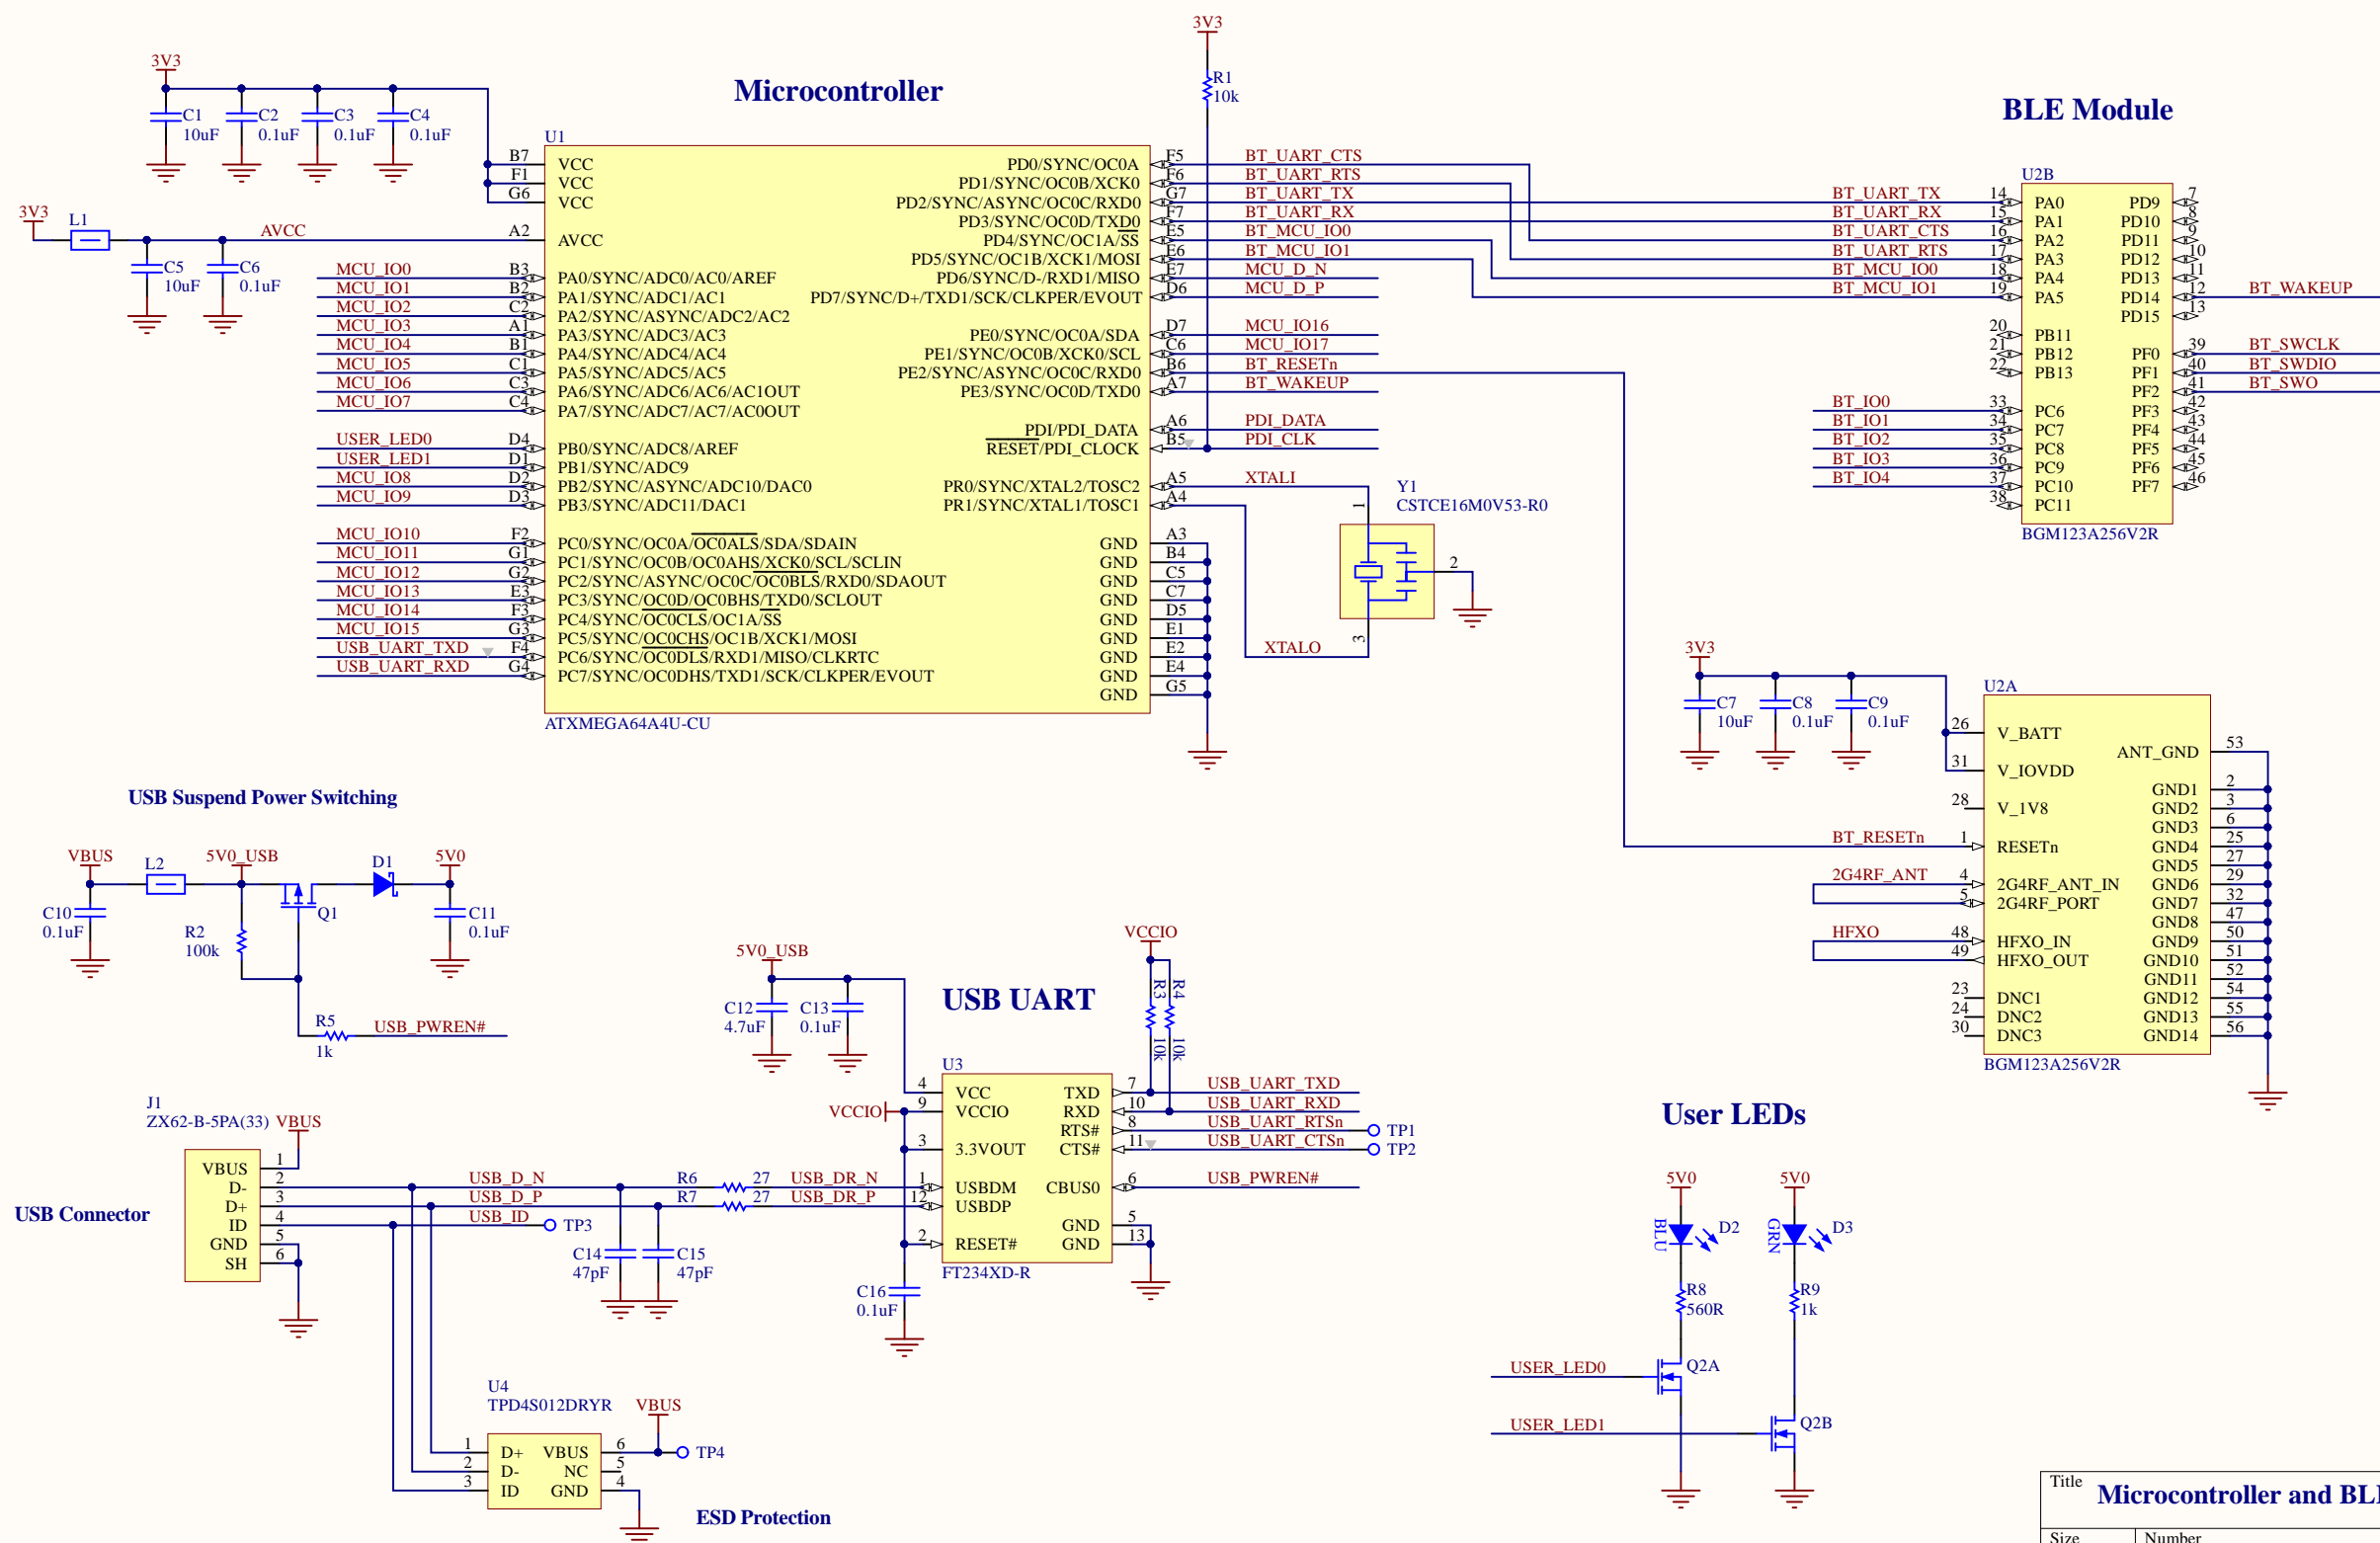 Microcontroller
3V3
C1
10uF
C2
0.1uF
C3
0.1uF
C4
0.1uF
3V3
L1
AVCC
C5
10uF
C6
0.1uF
3V3
R1
10k
U1
B7 VCC
F1 VCC
G6 VCC
A2 AVCC
MCU_IO0 B3 PA0/SYNC/ADC0/AC0/AREF
MCU_IO1 B2 PA1/SYNC/ADC1/AC1
MCU_IO2 C2 PA2/SYNC/ASYNC/ADC2/AC2
MCU_IO3 A1 PA3/SYNC/ADC3/AC3
MCU_IO4 B1 PA4/SYNC/ADC4/AC4
MCU_IO5 C1 PA5/SYNC/ADC5/AC5
MCU_IO6 C3 PA6/SYNC/ADC6/AC6/AC1OUT
MCU_IO7 C4 PA7/SYNC/ADC7/AC7/AC0OUT
USER_LED0 D4 PB0/SYNC/ADC8/AREF
USER_LED1 D1 PB1/SYNC/ADC9
MCU_IO8 D2 PB2/SYNC/ASYNC/ADC10/DAC0
MCU_IO9 D3 PB3/SYNC/ADC11/DAC1
MCU_IO10 F2 PC0/SYNC/OC0A/OC0ALS/SDA/SDAIN
MCU_IO11 G1 PC1/SYNC/OC0B/OC0AHS/XCK0/SCL/SCLIN
MCU_IO12 G2 PC2/SYNC/ASYNC/OC0C/OC0BLS/RXD0/SDAOUT
MCU_IO13 E3 PC3/SYNC/OC0D/OC0BHS/TXD0/SCLOUT
MCU_IO14 F3 PC4/SYNC/OC0CLS/OC1A/SS
MCU_IO15 G3 PC5/SYNC/OC0CHS/OC1B/XCK1/MOSI
USB_UART_TXD F4 PC6/SYNC/OC0DLS/RXD1/MISO/CLKRTC
USB_UART_RXD G4 PC7/SYNC/OC0DHS/TXD1/SCK/CLKPER/EVOUT
PD0/SYNC/OC0A F5 BT_UART_CTS
PD1/SYNC/OC0B/XCK0 F6 BT_UART_RTS
PD2/SYNC/ASYNC/OC0C/RXD0 G7 BT_UART_TX
PD3/SYNC/OC0D/TXD0 F7 BT_UART_RX
PD4/SYNC/OC1A/SS E5 BT_MCU_IO0
PD5/SYNC/OC1B/XCK1/MOSI E6 BT_MCU_IO1
PD6/SYNC/D-/RXD1/MISO E7 MCU_D_N
PD7/SYNC/D+/TXD1/SCK/CLKPER/EVOUT D6 MCU_D_P
PE0/SYNC/OC0A/SDA D7 MCU_IO16
PE1/SYNC/OC0B/XCK0/SCL C6 MCU_IO17
PE2/SYNC/ASYNC/OC0C/RXD0 B6 BT_RESETn
PE3/SYNC/OC0D/TXD0 A7 BT_WAKEUP
PDI/PDI_DATA A6 PDI_DATA
RESET/PDI_CLOCK B5 PDI_CLK
PR0/SYNC/XTAL2/TOSC2 A5 XTALI
PR1/SYNC/XTAL1/TOSC1 A4
GND A3
GND B4
GND C5
GND C7
GND D5
GND E1
GND E2
GND E4
GND G5
ATXMEGA64A4U-CU
Y1
CSTCE16M0V53-R0
1
2
3
XTALO
BLE Module
U2B
BT_UART_TX 14 PA0
BT_UART_RX 15 PA1
BT_UART_CTS 16 PA2
BT_UART_RTS 17 PA3
BT_MCU_IO0 18 PA4
BT_MCU_IO1 19 PA5
20 PB11
21 PB12
22 PB13
BT_IO0 33 PC6
BT_IO1 34 PC7
BT_IO2 35 PC8
BT_IO3 36 PC9
BT_IO4 37 PC10
38 PC11
PD9 7
PD10 8
PD11 9
PD12 10
PD13 11
PD14 12 BT_WAKEUP
PD15 13
PF0 39 BT_SWCLK
PF1 40 BT_SWDIO
PF2 41 BT_SWO
PF3 42
PF4 43
PF5 44
PF6 45
PF7 46
BGM123A256V2R
3V3
C7
10uF
C8
0.1uF
C9
0.1uF
U2A
26 V_BATT
31 V_IOVDD
28 V_1V8
BT_RESETn 1 RESETn
2G4RF_ANT 4 2G4RF_ANT_IN
5 2G4RF_PORT
HFXO 48 HFXO_IN
49 HFXO_OUT
23 DNC1
24 DNC2
30 DNC3
ANT_GND 53
GND1 2
GND2 3
GND3 6
GND4 25
GND5 27
GND6 29
GND7 32
GND8 47
GND9 50
GND10 51
GND11 52
GND12 54
GND13 55
GND14 56
BGM123A256V2R
USB Suspend Power Switching
VBUS
L2
5V0_USB
D1
5V0
C10
0.1uF
R2
100k
Q1
C11
0.1uF
R5
1k
USB_PWREN#
USB UART
5V0_USB
C12
4.7uF
C13
0.1uF
VCCIO
R3
10k
R4
10k
U3
4 VCC
VCCIO 9 VCCIO
3 3.3VOUT
1 USBDM
12 USBDP
2 RESET#
TXD 7 USB_UART_TXD
RXD 10 USB_UART_RXD
RTS# 8 USB_UART_RTSn TP1
CTS# 11 USB_UART_CTSn TP2
CBUS0 6 USB_PWREN#
GND 5
GND 13
FT234XD-R
C16
0.1uF
J1
ZX62-B-5PA(33)
VBUS
USB Connector
VBUS 1
D- 2 USB_D_N R6 27 USB_DR_N
D+ 3 USB_D_P R7 27 USB_DR_P
ID 4 USB_ID TP3
GND 5
SH 6
C14
47pF
C15
47pF
U4
TPD4S012DRYR
VBUS
1 D+ VBUS 6 TP4
2 D- NC 5
3 ID GND 4
ESD Protection
User LEDs
5V0
BLU
D2
R8
560R
5V0
GRN
D3
R9
1k
USER_LED0
Q2A
USER_LED1
Q2B
Title
Microcontroller and BL
Size
Number